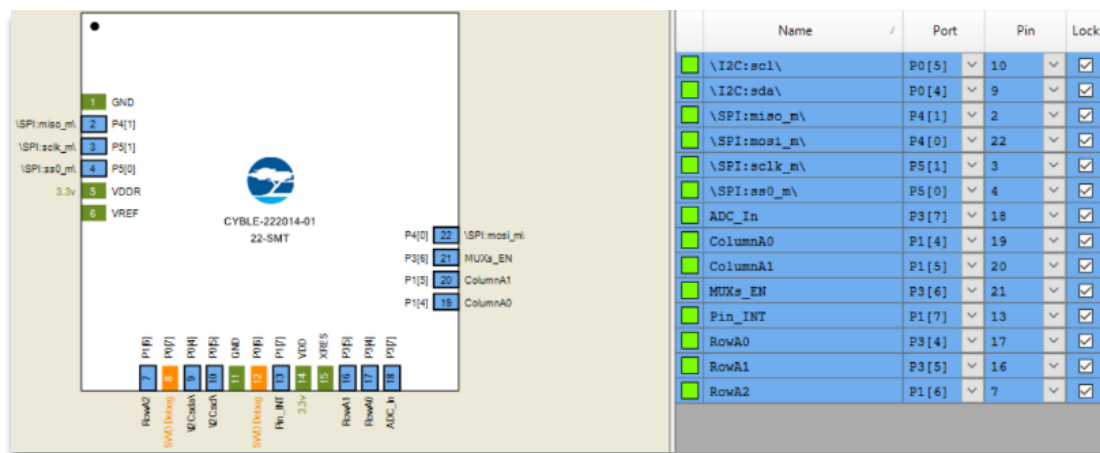 1 GND
\SPI:miso_m\ 2 P4[1]
\SPI:sclk_m\ 3 P5[1]
\SPI:ss0_m\ 4 P5[0]
3.3v 5 VDDR
6 VREF
CYBLE-222014-01
22-SMT
P4[0] 22 \SPI:mosi_m\
P3[6] 21 MUXs_EN
P1[5] 20 ColumnA1
P1[4] 19 ColumnA0
P1[6] P0[7] P0[4] P0[5] GND P0[6] P1[7] VDD XRES P3[5] P3[4] P3[7]
7 8 9 10 11 12 13 14 15 16 17 18
RowA2 SWD:Debug \I2C:sda\ \I2C:scl\ SWD:Debug Pin_INT 3.3v RowA1 RowA0 ADC_In
Name / Port Pin Lock
\I2C:scl\ P0[5] 10
\I2C:sda\ P0[4] 9
\SPI:miso_m\ P4[1] 2
\SPI:mosi_m\ P4[0] 22
\SPI:sclk_m\ P5[1] 3
\SPI:ss0_m\ P5[0] 4
ADC_In P3[7] 18
ColumnA0 P1[4] 19
ColumnA1 P1[5] 20
MUXs_EN P3[6] 21
Pin_INT P1[7] 13
RowA0 P3[4] 17
RowA1 P3[5] 16
RowA2 P1[6] 7